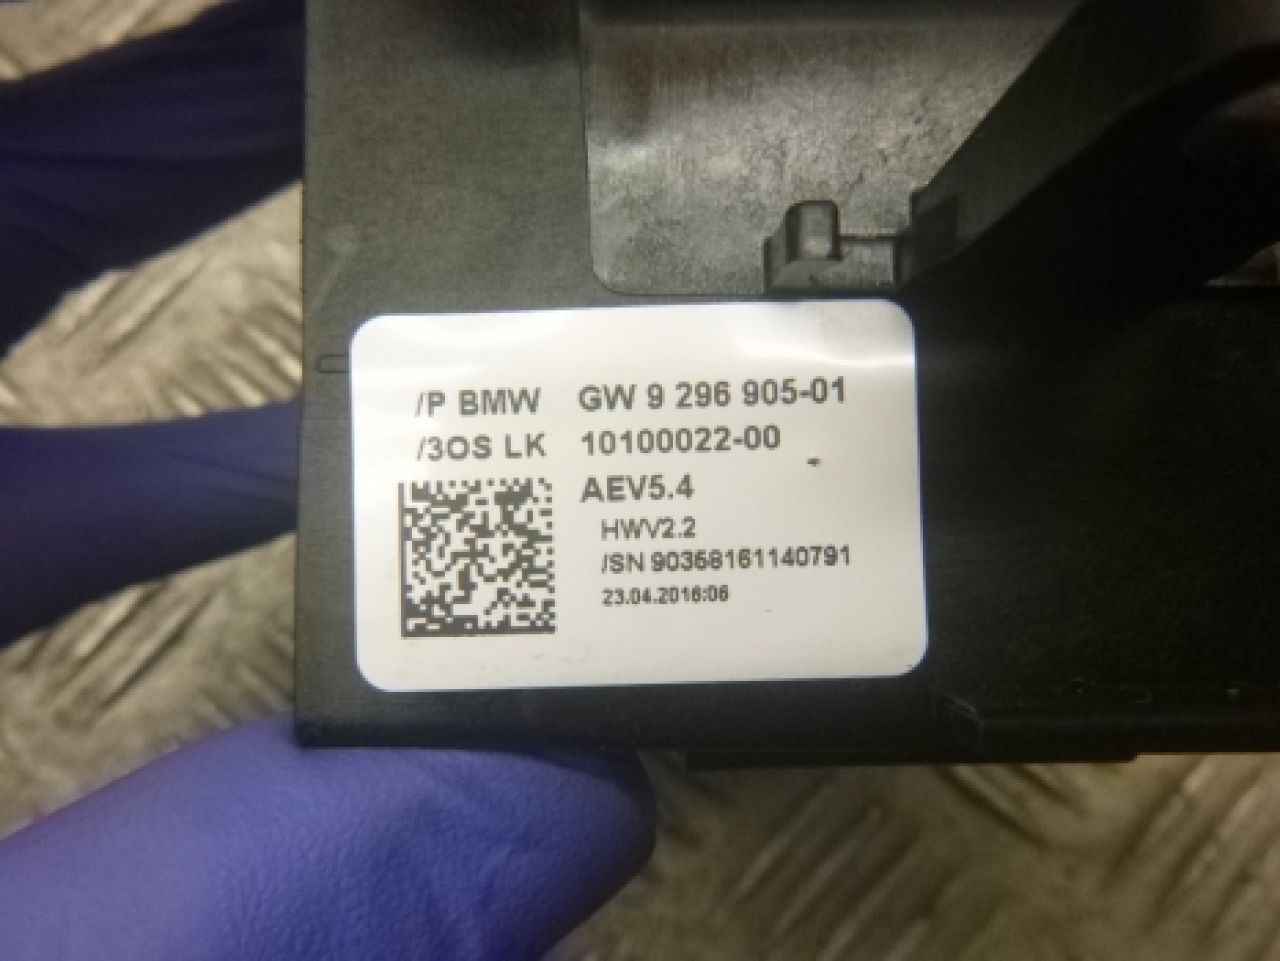 /P BMW GW 9 296 905-01
/3OS LK 10100022-00
AEV5.4
HWV2.2
/SN 90358161140791
23.04.2016:06